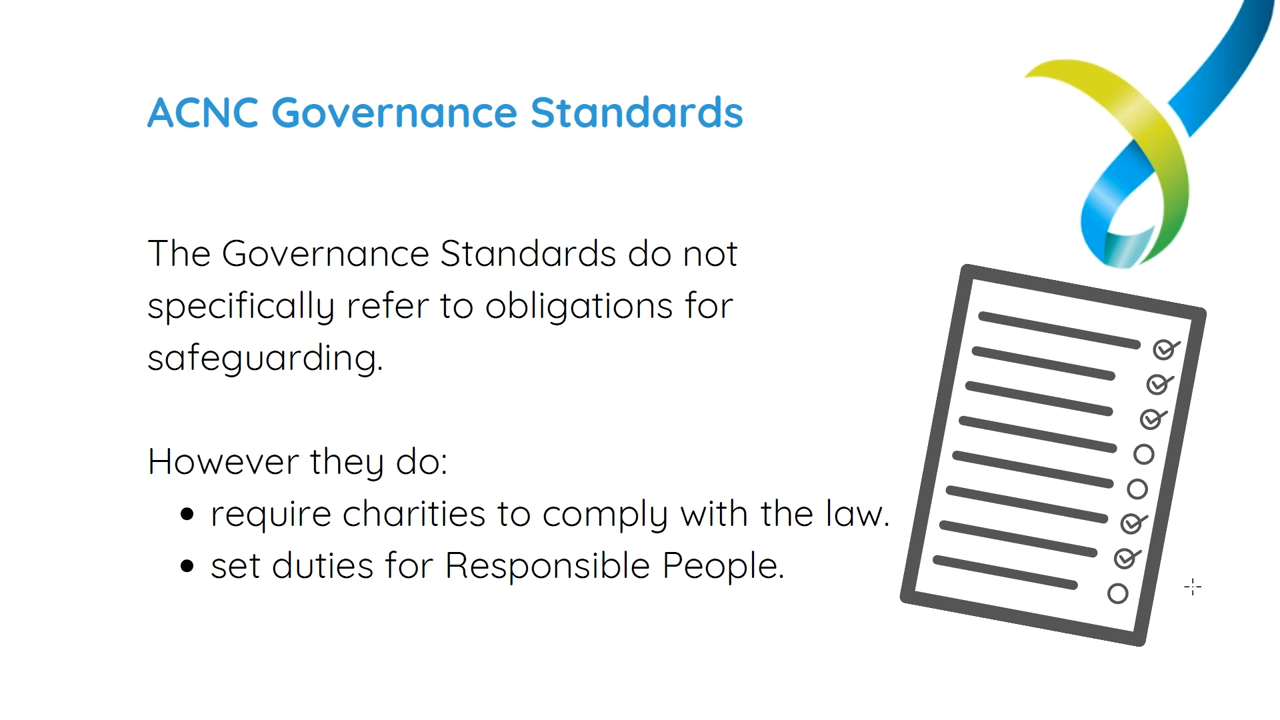 ACNC Governance Standards
The Governance Standards do not
specifically refer to obligations for
safeguarding.
However they do:
• require charities to comply with the law.
• set duties for Responsible People.